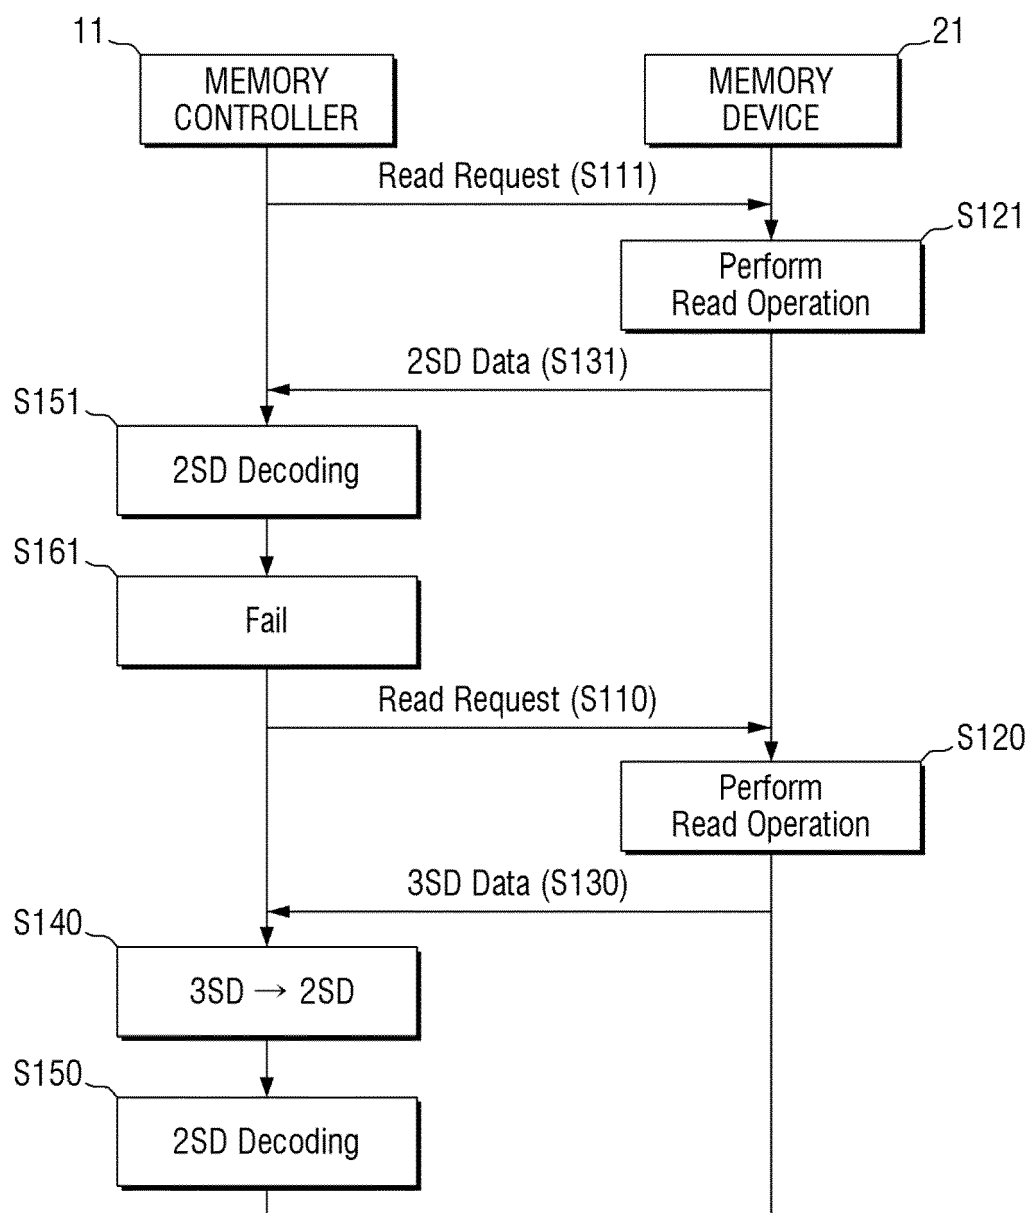 11
21
MEMORY
CONTROLLER
MEMORY
DEVICE
Read Request (S111)
S121
Perform
Read Operation
2SD Data (S131)
S151
2SD Decoding
S161
Fail
Read Request (S110)
S120
Perform
Read Operation
3SD Data (S130)
S140
3SD → 2SD
S150
2SD Decoding